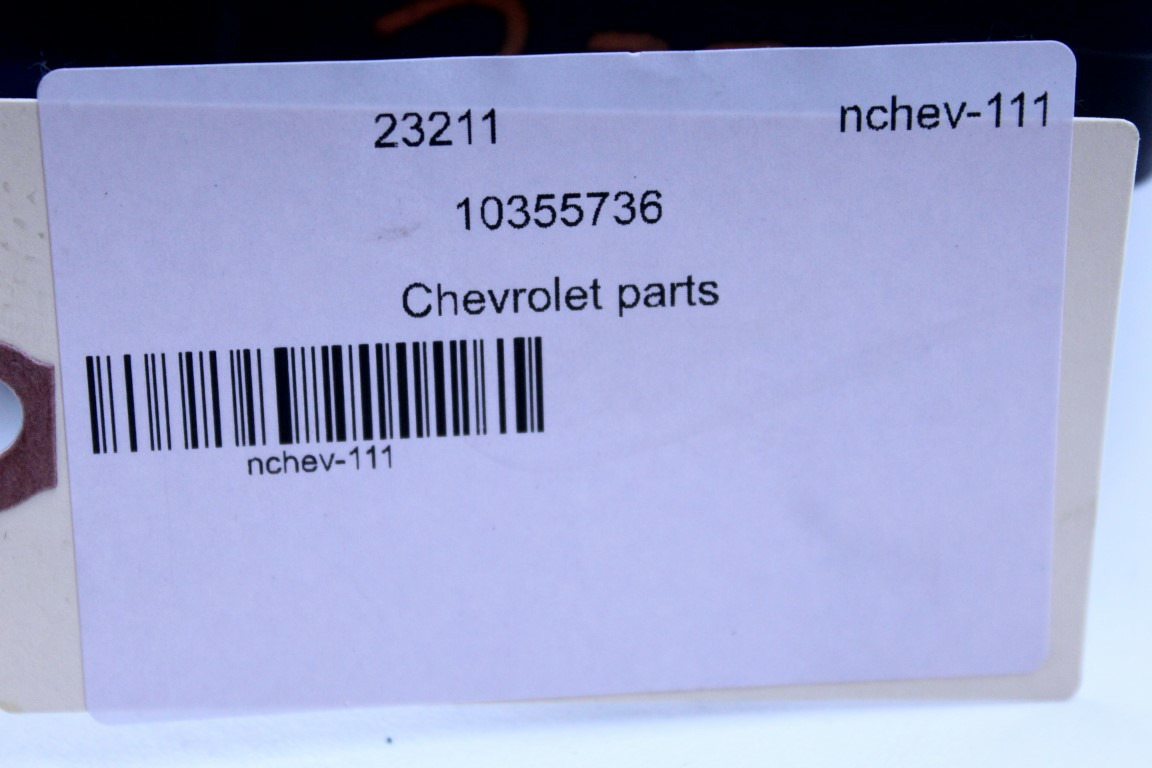 23211 nchev-111
10355736
Chevrolet parts
nchev-111